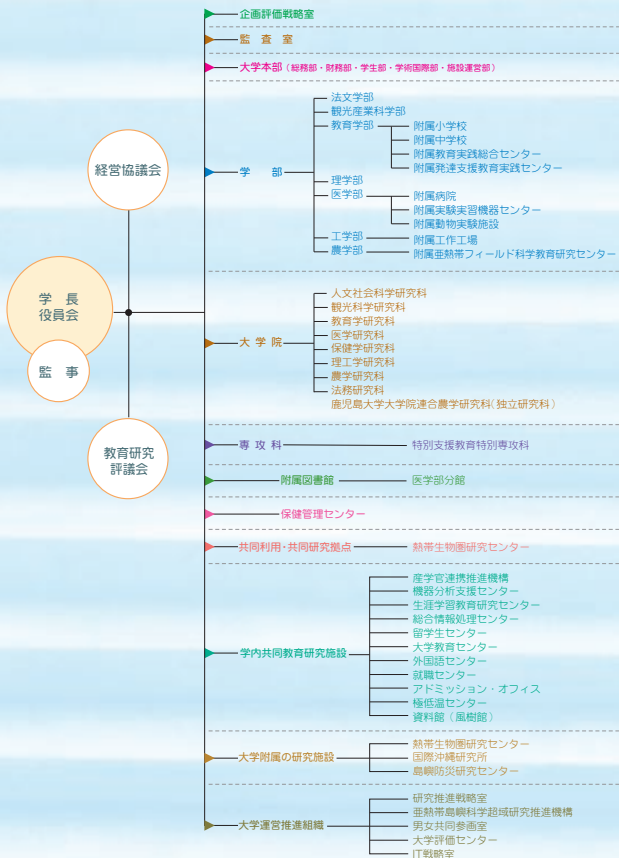 経営協議会
学 長
役員会
監 事
教育研究
評議会
企画評価戦略室
監 査 室
大学本部（総務部・財務部・学生部・学術国際部・施設運営部）
学 部
法文学部
観光産業科学部
教育学部
附属小学校
附属中学校
附属教育実践総合センター
附属発達支援教育実践センター
理学部
医学部
附属病院
附属実験実習機器センター
附属動物実験施設
工学部
附属工作工場
農学部
附属亜熱帯フィールド科学教育研究センター
大 学 院
人文社会科学研究科
観光科学研究科
教育学研究科
医学研究科
保健学研究科
理工学研究科
農学研究科
法務研究科
鹿児島大学大学院連合農学研究科（独立研究科）
専 攻 科
特別支援教育特別専攻科
附属図書館
医学部分館
保健管理センター
共同利用・共同研究拠点
熱帯生物圏研究センター
学内共同教育研究施設
産学官連携推進機構
機器分析支援センター
生涯学習教育研究センター
総合情報処理センター
留学生センター
大学教育センター
外国語センター
就職センター
アドミッション・オフィス
極低温センター
資料館（風樹館）
大学附属の研究施設
熱帯生物圏研究センター
国際沖縄研究所
島嶼防災研究センター
大学運営推進組織
研究推進戦略室
亜熱帯島嶼科学超域研究推進機構
男女共同参画室
大学評価センター
IT戦略室